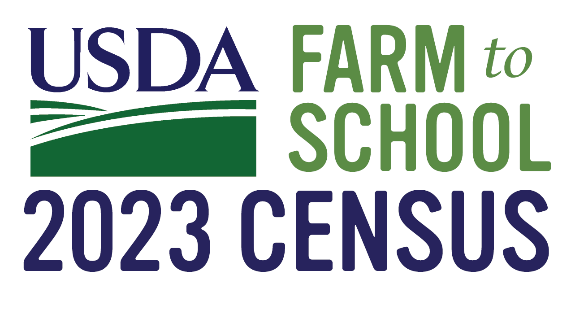 USDA
FARM to
SCHOOL
2023 CENSUS